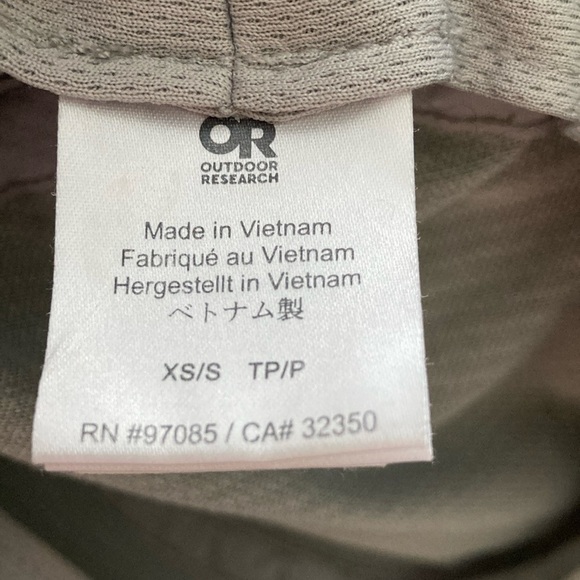 OR
OUTDOOR
RESEARCH
Made in Vietnam
Fabriqué au Vietnam
Hergestellt in Vietnam
ベトナム製
XS/S TP/P
RN #97085 / CA# 32350